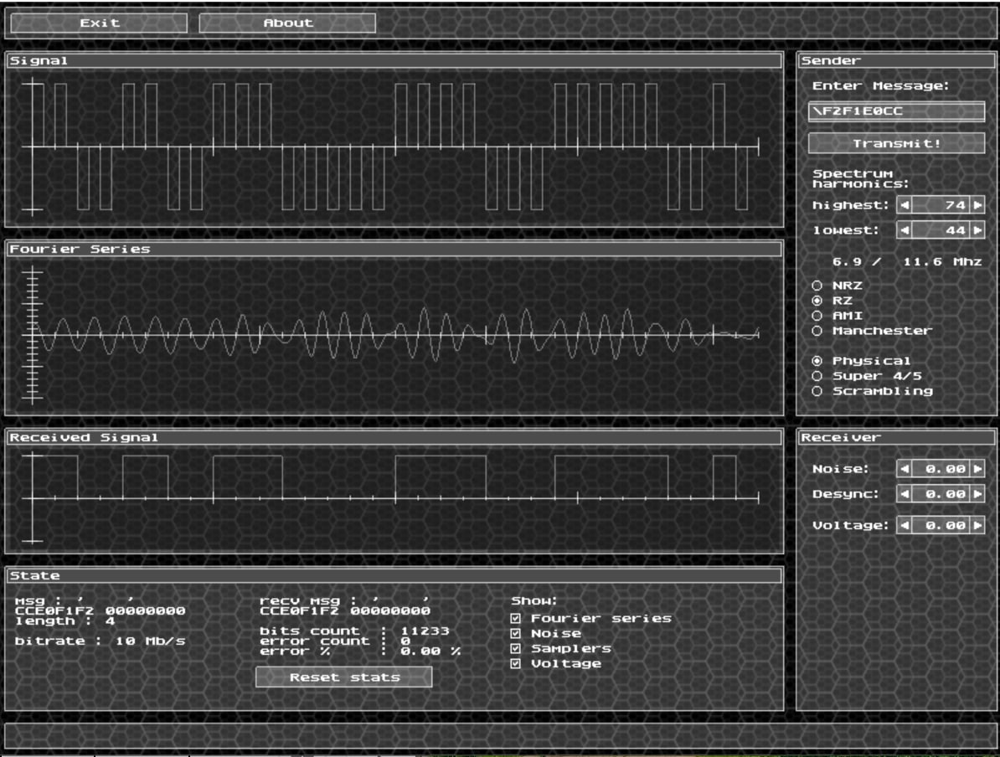 Exit
About
Signal
Fourier Series
Received Signal
State
msg : ' '
CCE0F1F2 00000000
length : 4
bitrate : 10 Mb/s
recv msg : ' '
CCE0F1F2 00000000
bits count : 11233
error count : 0
error % : 0.00 %
Reset stats
Show:
Fourier series
Noise
Samplers
Voltage
Sender
Enter Message:
\F2F1E0CC
Transmit!
Spectrum
harmonics:
highest: 74
lowest: 44
6.9 / 11.6 Mhz
NRZ
RZ
AMI
Manchester
Physical
Super 4/5
Scrambling
Receiver
Noise: 0.00
Desync: 0.00
Voltage: 0.00